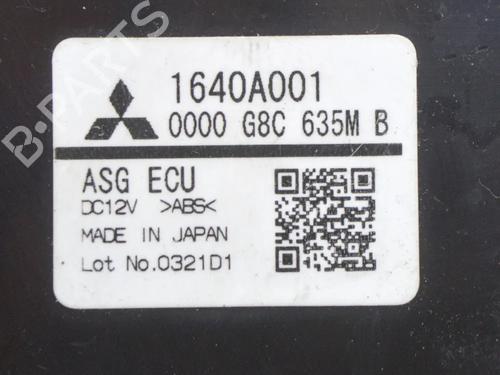 1640A001
0000 G8C 635M B
ASG ECU
DC12V >ABS<
MADE IN JAPAN
Lot No.0321D1
B-PARTS